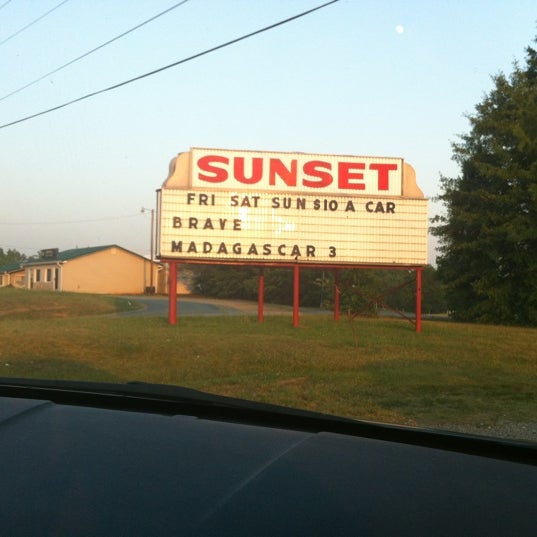 SUNSET
FRI SAT SUN $10 A CAR
BRAVE
MADAGASCAR 3